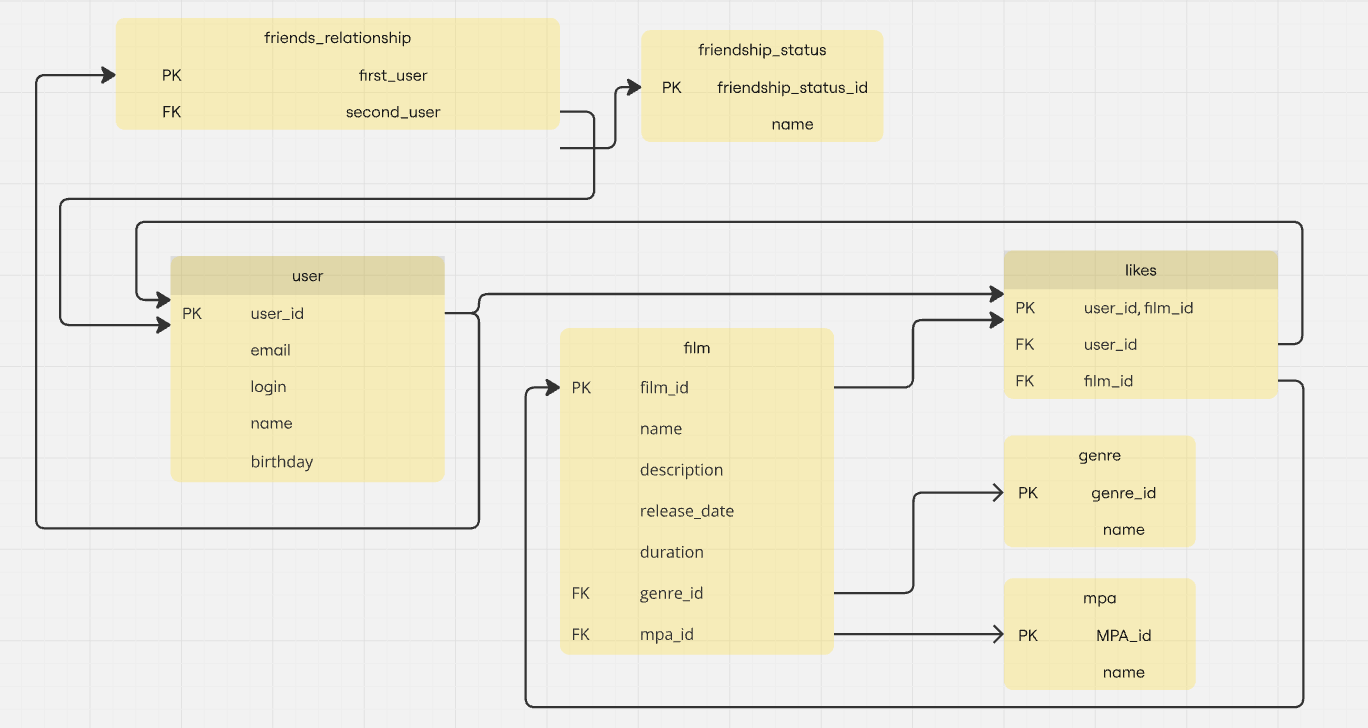 friends_relationship
PK first_user
FK second_user
friendship_status
PK friendship_status_id
name
user
PK user_id
email
login
name
birthday
film
PK film_id
name
description
release_date
duration
FK genre_id
FK mpa_id
likes
PK user_id, film_id
FK user_id
FK film_id
genre
PK genre_id
name
mpa
PK MPA_id
name